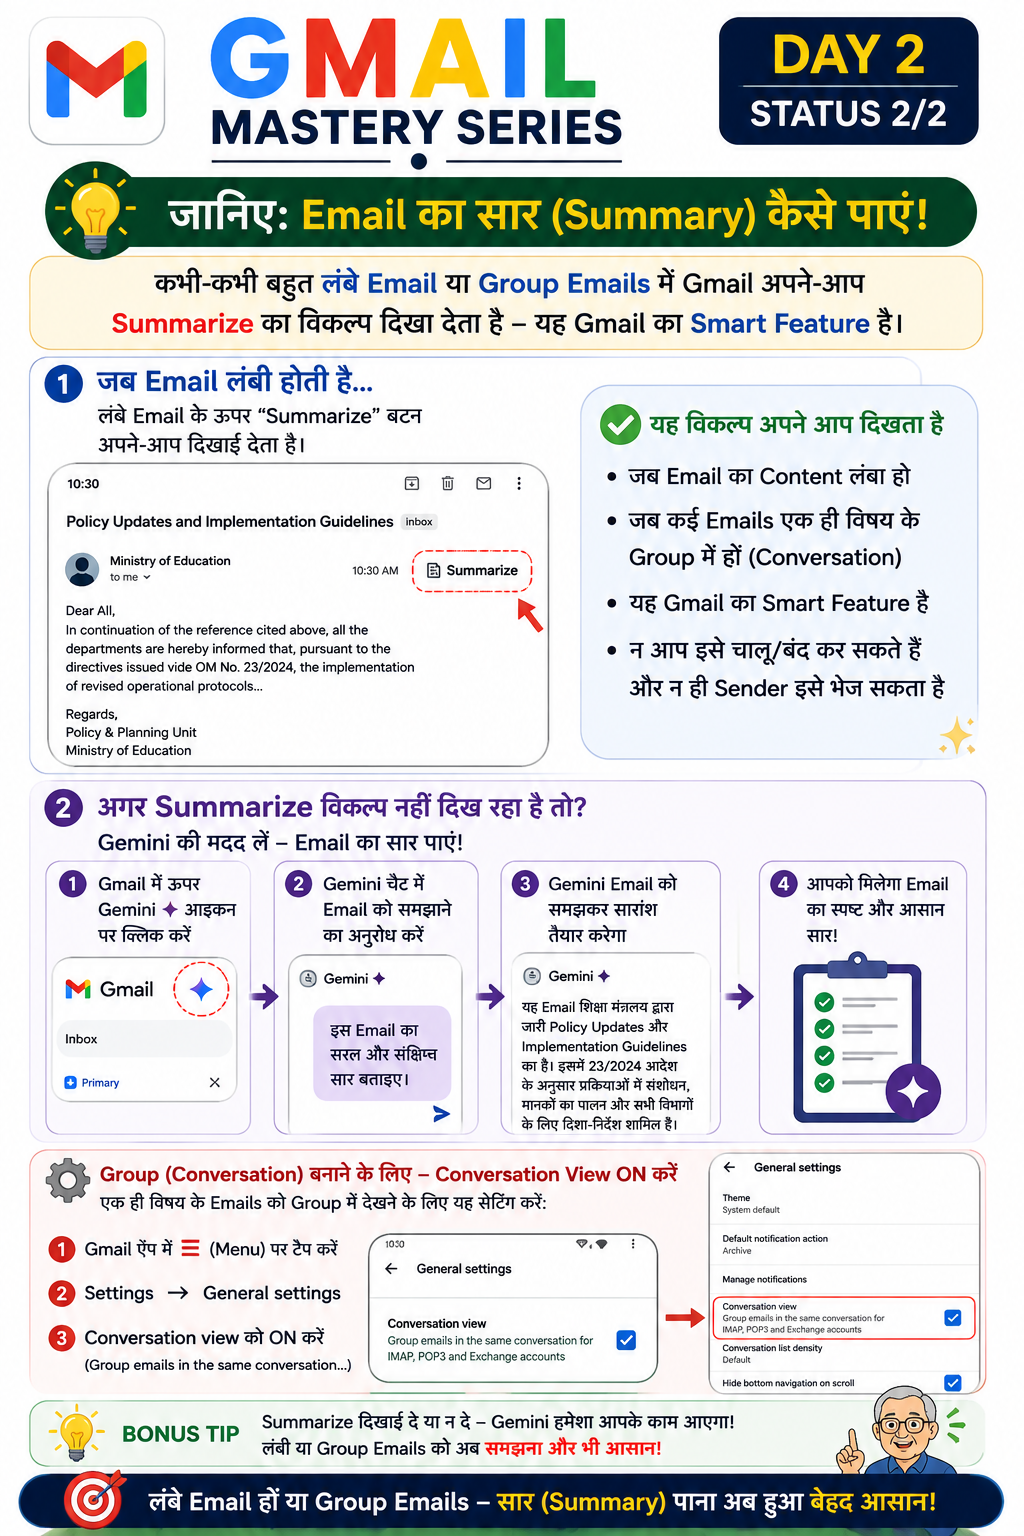 GMAIL
MASTERY SERIES
DAY 2
STATUS 2/2
जानिए: Email का सार (Summary) कैसे पाएं!
कभी-कभी बहुत लंबे Email या Group Emails में Gmail अपने-आप
Summarize का विकल्प दिखा देता है – यह Gmail का Smart Feature है।
1 जब Email लंबी होती है...
लंबे Email के ऊपर “Summarize” बटन
अपने-आप दिखाई देता है।
10:30
Policy Updates and Implementation Guidelines inbox
Ministry of Education
to me
10:30 AM
Summarize
Dear All,
In continuation of the reference cited above, all the
departments are hereby informed that, pursuant to the
directives issued vide OM No. 23/2024, the implementation
of revised operational protocols...
Regards,
Policy & Planning Unit
Ministry of Education
यह विकल्प अपने आप दिखता है
• जब Email का Content लंबा हो
• जब कई Emails एक ही विषय के
Group में हों (Conversation)
• यह Gmail का Smart Feature है
• न आप इसे चालू/बंद कर सकते हैं
और न ही Sender इसे भेज सकता है
2 अगर Summarize विकल्प नहीं दिख रहा है तो?
Gemini की मदद लें – Email का सार पाएं!
1 Gmail में ऊपर
Gemini आइकन
पर क्लिक करें
Gmail
Inbox
Primary
2 Gemini चैट में
Email को समझाने
का अनुरोध करें
Gemini
इस Email का
सरल और संक्षिप्त
सार बताइए।
3 Gemini Email को
समझकर सारांश
तैयार करेगा
Gemini
यह Email शिक्षा मंत्रालय द्वारा
जारी Policy Updates और
Implementation Guidelines
का है। इसमें 23/2024 आदेश
के अनुसार प्रकियाओं में संशोधन,
मानकों का पालन और सभी विभागों
के लिए दिशा-निर्देश शामिल है।
4 आपको मिलेगा Email
का स्पष्ट और आसान
सार!
Group (Conversation) बनाने के लिए – Conversation View ON करें
एक ही विषय के Emails को Group में देखने के लिए यह सेटिंग करें:
1 Gmail ऐप में ☰ (Menu) पर टैप करें
2 Settings → General settings
3 Conversation view को ON करें
(Group emails in the same conversation...)
1030
General settings
Conversation view
Group emails in the same conversation for
IMAP, POP3 and Exchange accounts
General settings
Theme
System default
Default notification action
Archive
Manage notifications
Conversation view
Group emails in the same conversation for
IMAP, POP3 and Exchange accounts
Conversation list density
Default
Hide bottom navigation on scroll
BONUS TIP
Summarize दिखाई दे या न दे – Gemini हमेशा आपके काम आएगा!
लंबी या Group Emails को अब समझना और भी आसान!
लंबे Email हों या Group Emails – सार (Summary) पाना अब हुआ बेहद आसान!